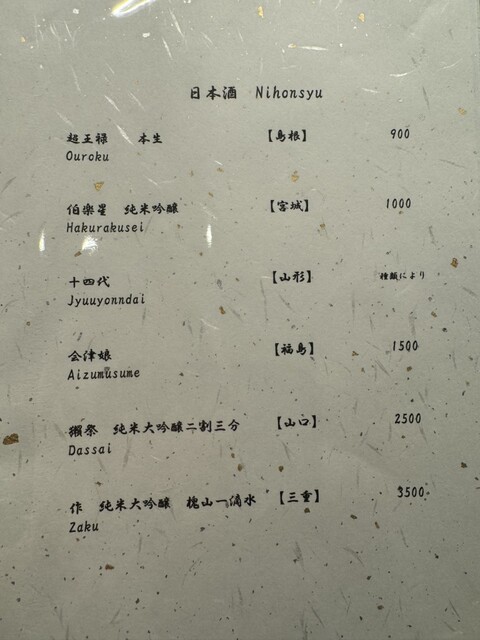 日本酒 Nihonsyu
超王祿 本生 【島根】 900
Ouroku
伯楽星 純米吟醸 【宮城】 1000
Hakurakusei
十四代 【山形】 種類により
Jyuuyonndai
会津娘 【福島】 1500
Aizumusume
獺祭 純米大吟醸二割三分 【山口】 2500
Dassai
作 純米大吟醸 槐山一滴水 【三重】 3500
Zaku